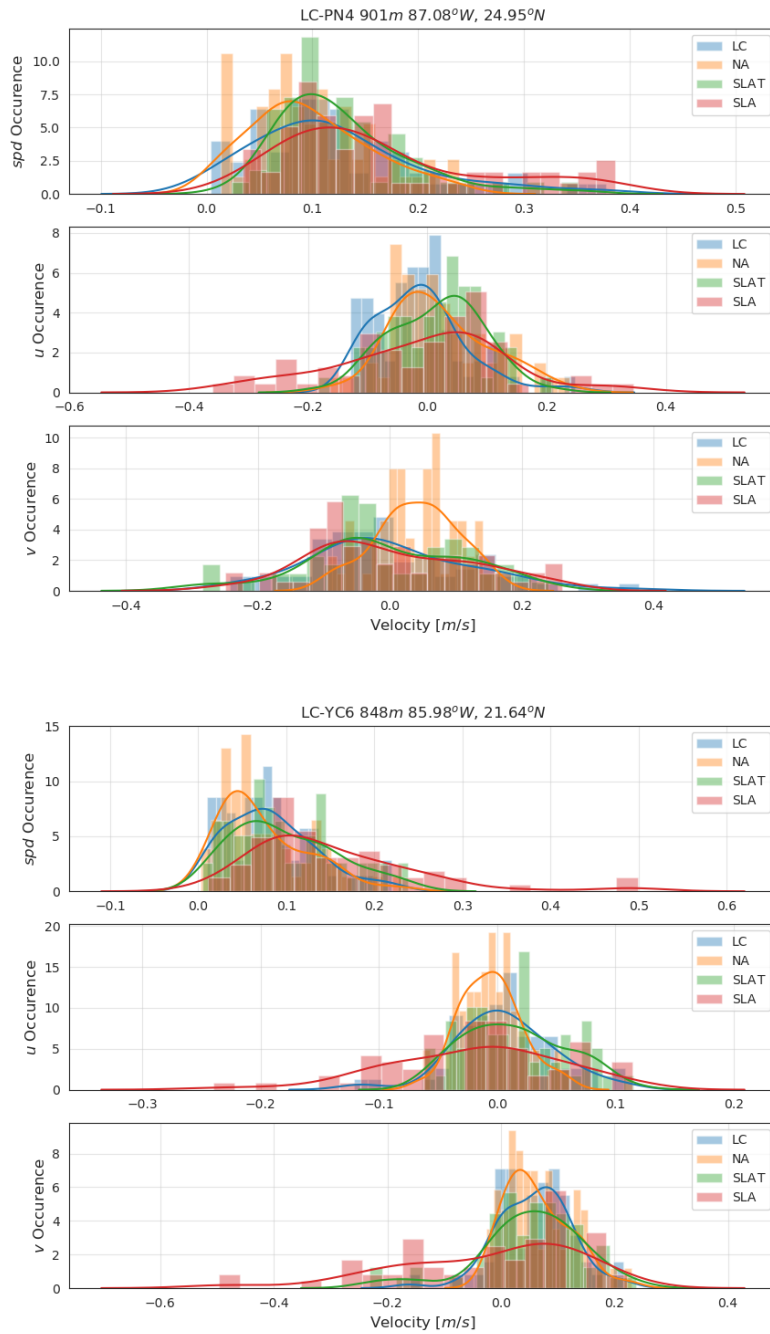 LC-PN4 901m 87.08°W, 24.95°N
spd Occurence
12.5
10.0
7.5
5.0
2.5
0.0
−0.1 0.0 0.1 0.2 0.3 0.4 0.5
LC
NA
SLAT
SLA
u Occurence
8
6
4
2
0
−0.6 −0.4 −0.2 0.0 0.2 0.4
LC
NA
SLAT
SLA
v Occurence
10
8
6
4
2
0
−0.4 −0.2 0.0 0.2 0.4
LC
NA
SLAT
SLA
Velocity [m/s]
LC-YC6 848m 85.98°W, 21.64°N
spd Occurence
15
10
5
0
−0.1 0.0 0.1 0.2 0.3 0.4 0.5 0.6
LC
NA
SLAT
SLA
u Occurence
20
15
10
5
0
−0.3 −0.2 −0.1 0.0 0.1 0.2
LC
NA
SLAT
SLA
v Occurence
8
6
4
2
0
−0.6 −0.4 −0.2 0.0 0.2 0.4
LC
NA
SLAT
SLA
Velocity [m/s]